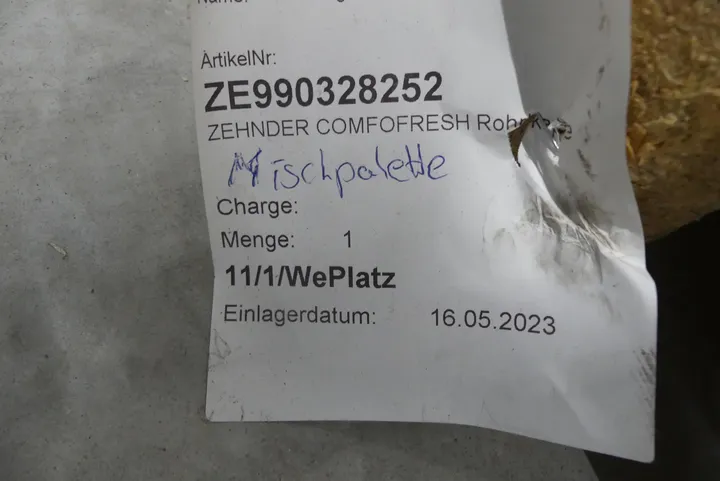 ArtikelNr:
ZE990328252
ZEHNDER COMFOFRESH
Mischpalette
Charge:
Menge: 1
11/1/WePlatz
Einlagerdatum: 16.05.2023